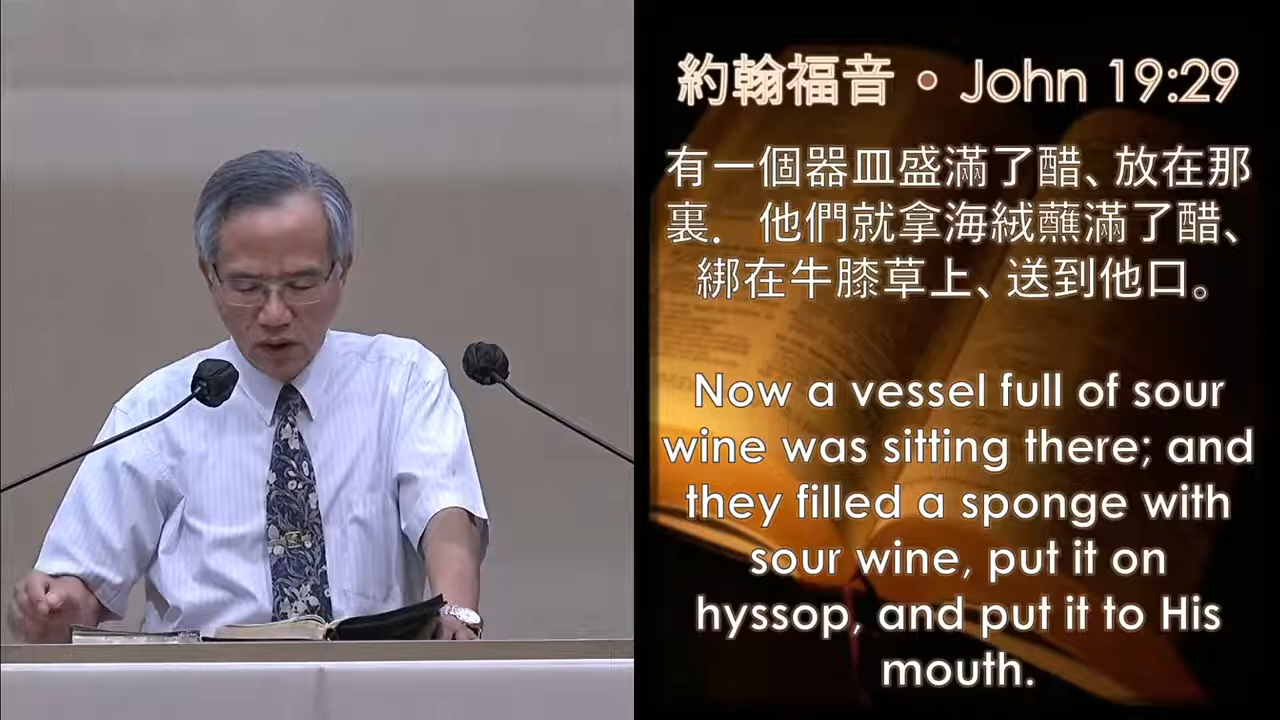 約翰福音 • John 19:29
有一個器皿盛滿了醋、放在那
裏．他們就拿海絨蘸滿了醋、
綁在牛膝草上、送到他口。
Now a vessel full of sour
wine was sitting there; and
they filled a sponge with
sour wine, put it on
hyssop, and put it to His
mouth.